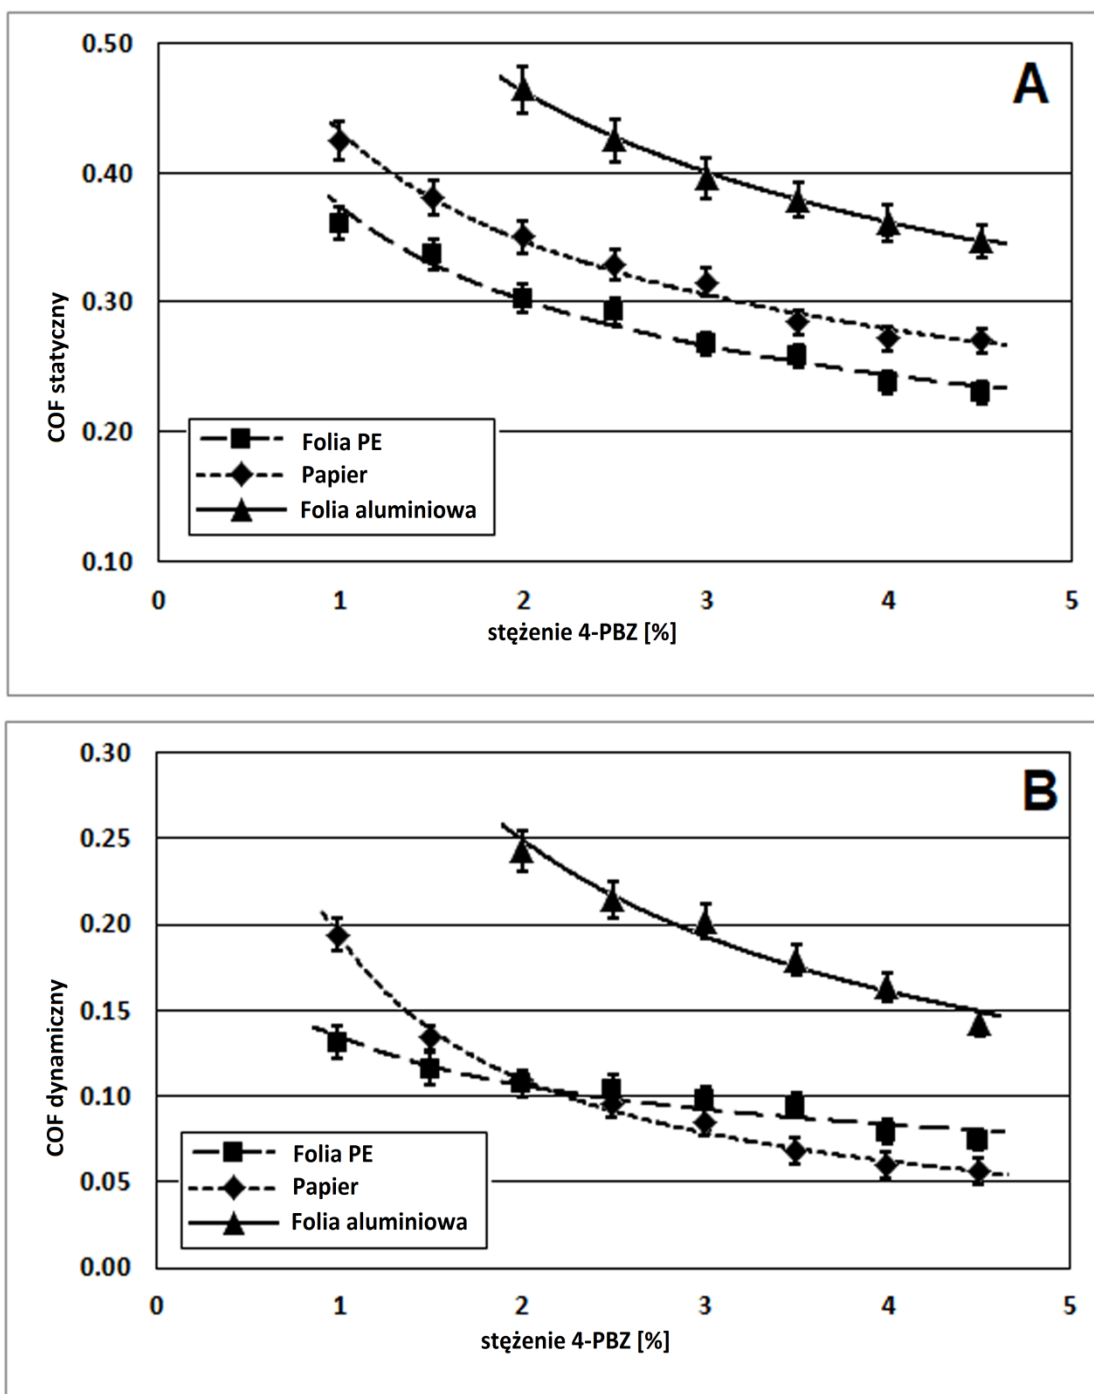 0.50
A
0.40
0.30
0.20
0.10
COF statyczny
Folia PE
Papier
Folia aluminiowa
0 1 2 3 4 5
stężenie 4-PBZ [%]
0.30
B
0.25
0.20
0.15
0.10
0.05
0.00
COF dynamiczny
Folia PE
Papier
Folia aluminiowa
0 1 2 3 4 5
stężenie 4-PBZ [%]